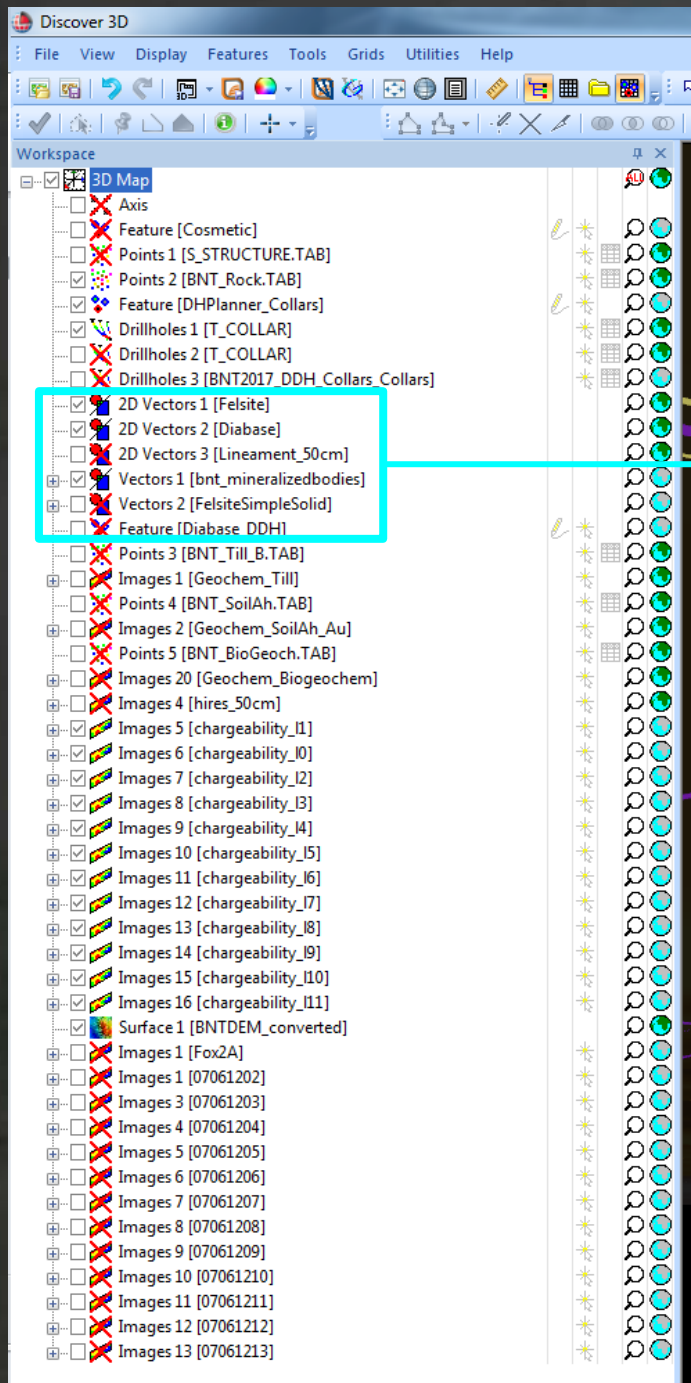 Discover 3D
File View Display Features Tools Grids Utilities Help
Workspace
3D Map ALL
Axis
Feature [Cosmetic]
Points 1 [S_STRUCTURE.TAB]
Points 2 [BNT_Rock.TAB]
Feature [DHPlanner_Collars]
Drillholes 1 [T_COLLAR]
Drillholes 2 [T_COLLAR]
Drillholes 3 [BNT2017_DDH_Collars_Collars]
2D Vectors 1 [Felsite]
2D Vectors 2 [Diabase]
2D Vectors 3 [Lineament_50cm]
Vectors 1 [bnt_mineralizedbodies]
Vectors 2 [FelsiteSimpleSolid]
Feature [Diabase_DDH]
Points 3 [BNT_Till_B.TAB]
Images 1 [Geochem_Till]
Points 4 [BNT_SoilAh.TAB]
Images 2 [Geochem_SoilAh_Au]
Points 5 [BNT_BioGeoch.TAB]
Images 20 [Geochem_Biogeochem]
Images 4 [hires_50cm]
Images 5 [chargeability_l1]
Images 6 [chargeability_l0]
Images 7 [chargeability_l2]
Images 8 [chargeability_l3]
Images 9 [chargeability_l4]
Images 10 [chargeability_l5]
Images 11 [chargeability_l6]
Images 12 [chargeability_l7]
Images 13 [chargeability_l8]
Images 14 [chargeability_l9]
Images 15 [chargeability_l10]
Images 16 [chargeability_l11]
Surface 1 [BNTDEM_converted]
Images 1 [Fox2A]
Images 1 [07061202]
Images 3 [07061203]
Images 4 [07061204]
Images 5 [07061205]
Images 6 [07061206]
Images 7 [07061207]
Images 8 [07061208]
Images 9 [07061209]
Images 10 [07061210]
Images 11 [07061211]
Images 12 [07061212]
Images 13 [07061213]